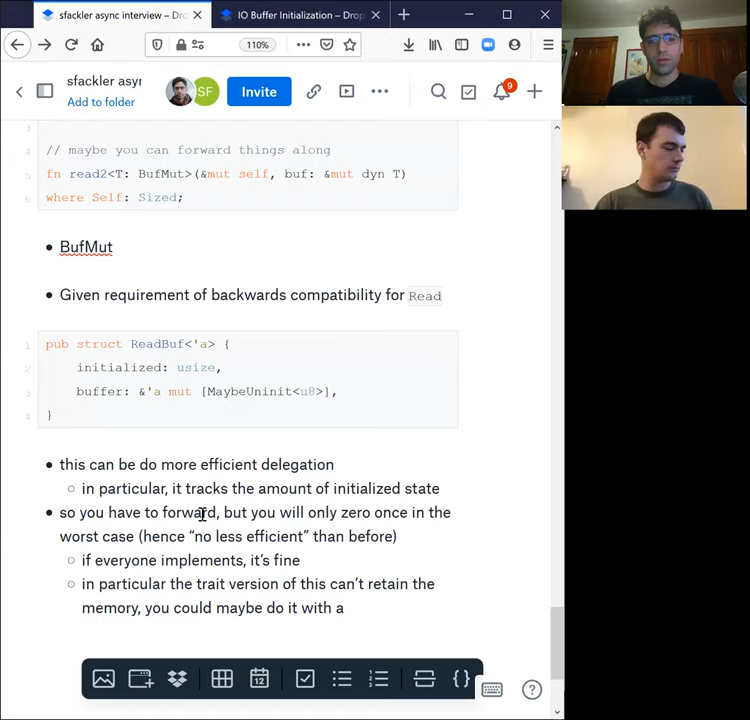 sfackler async interview – Dro
IO Buffer Initialization – Drop
110%
sfackler asyr
Add to folder
SF
Invite
9
3
4 // maybe you can forward things along
5 fn read2<T: BufMut>(&mut self, buf: &mut dyn T)
6 where Self: Sized;
BufMut
Given requirement of backwards compatibility for Read
1 pub struct ReadBuf<'a> {
2 initialized: usize,
3 buffer: &'a mut [MaybeUninit<u8>],
4 }
this can be do more efficient delegation
in particular, it tracks the amount of initialized state
so you have to forward, but you will only zero once in the
worst case (hence “no less efficient” than before)
if everyone implements, it’s fine
in particular the trait version of this can’t retain the
memory, you could maybe do it with a